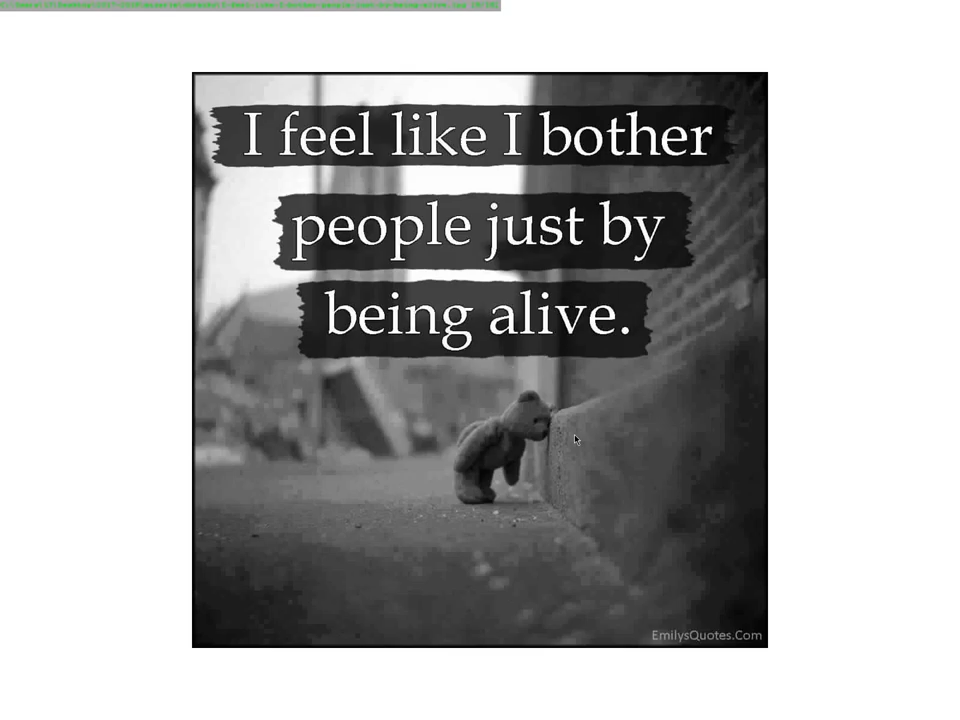 I feel like I bother
people just by
being alive.
EmilysQuotes.Com